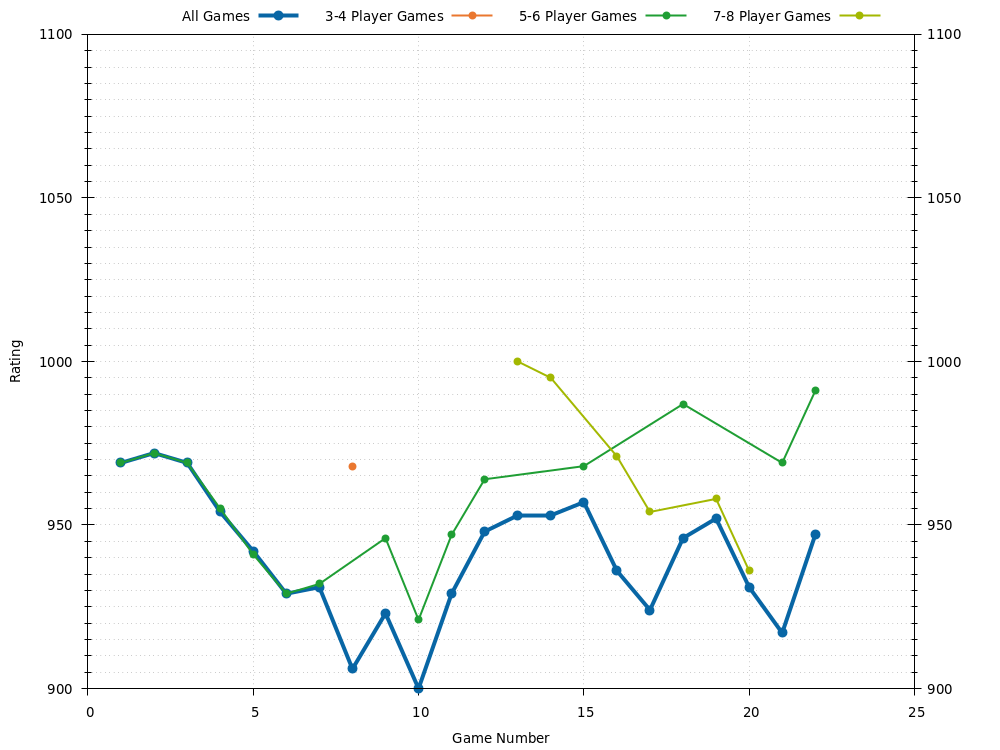 All Games 3-4 Player Games 5-6 Player Games 7-8 Player Games
1100 1100
1050 1050
1000 1000
Rating
950 950
900 900
0 5 10 15 20 25
Game Number